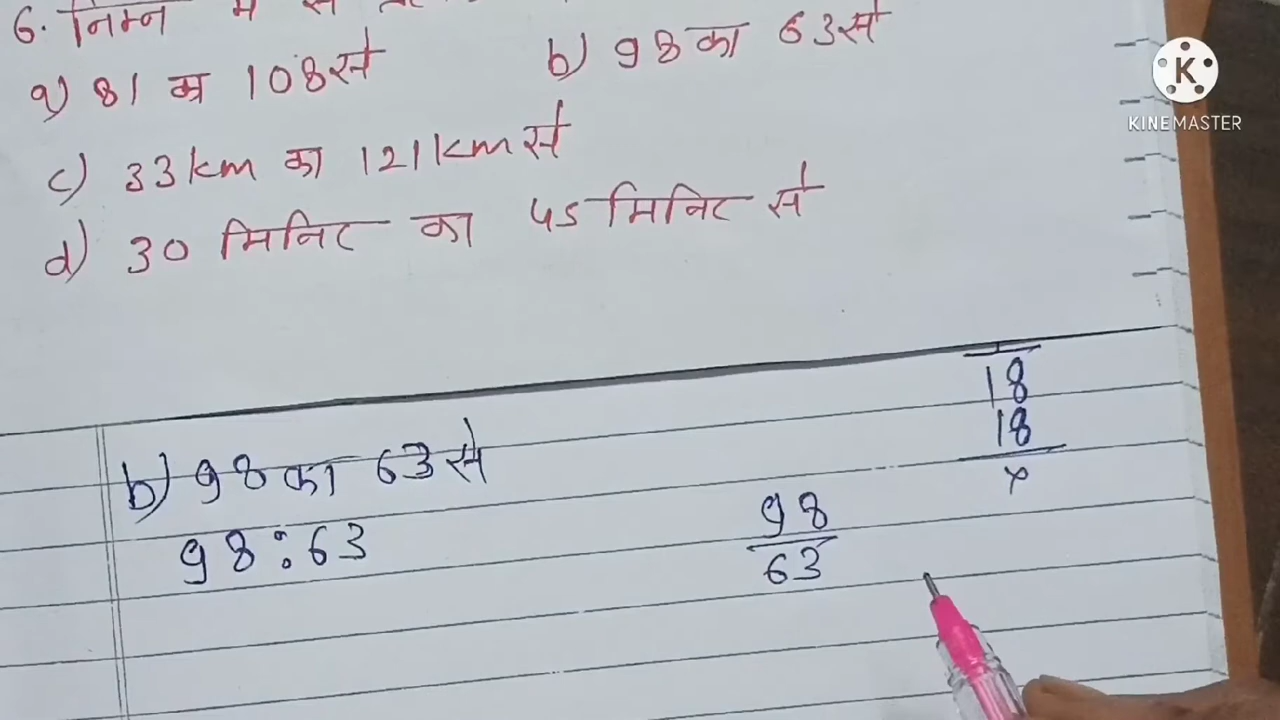 6. निम्न में से
a) 81 का 108 से b) 98 का 63 से
c) 33 km का 121 km से
d) 30 मिनिट का 45 मिनिट से
K
KINEMASTER
18
18
x
b) 98 का 63 से
98 : 63
98
63